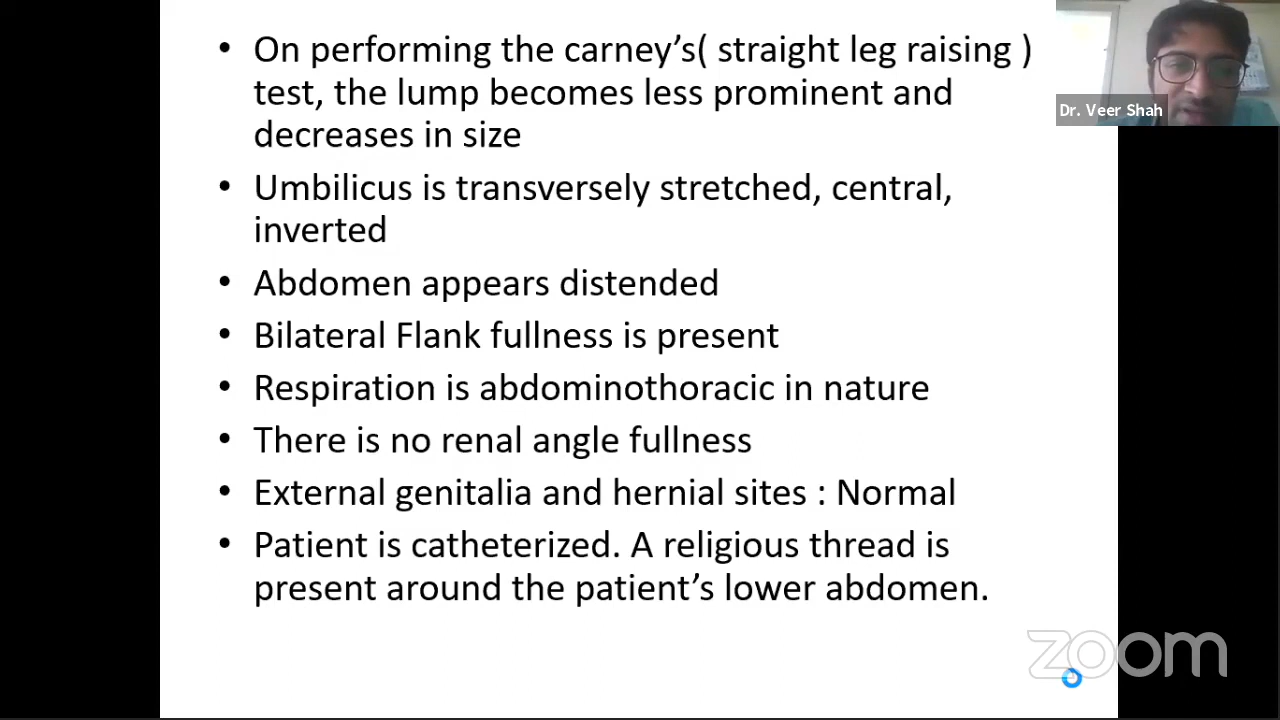 • On performing the carney’s( straight leg raising )
test, the lump becomes less prominent and
decreases in size
• Umbilicus is transversely stretched, central,
inverted
• Abdomen appears distended
• Bilateral Flank fullness is present
• Respiration is abdominothoracic in nature
• There is no renal angle fullness
• External genitalia and hernial sites : Normal
• Patient is catheterized. A religious thread is
present around the patient’s lower abdomen.
Dr. Veer Shah
zoom